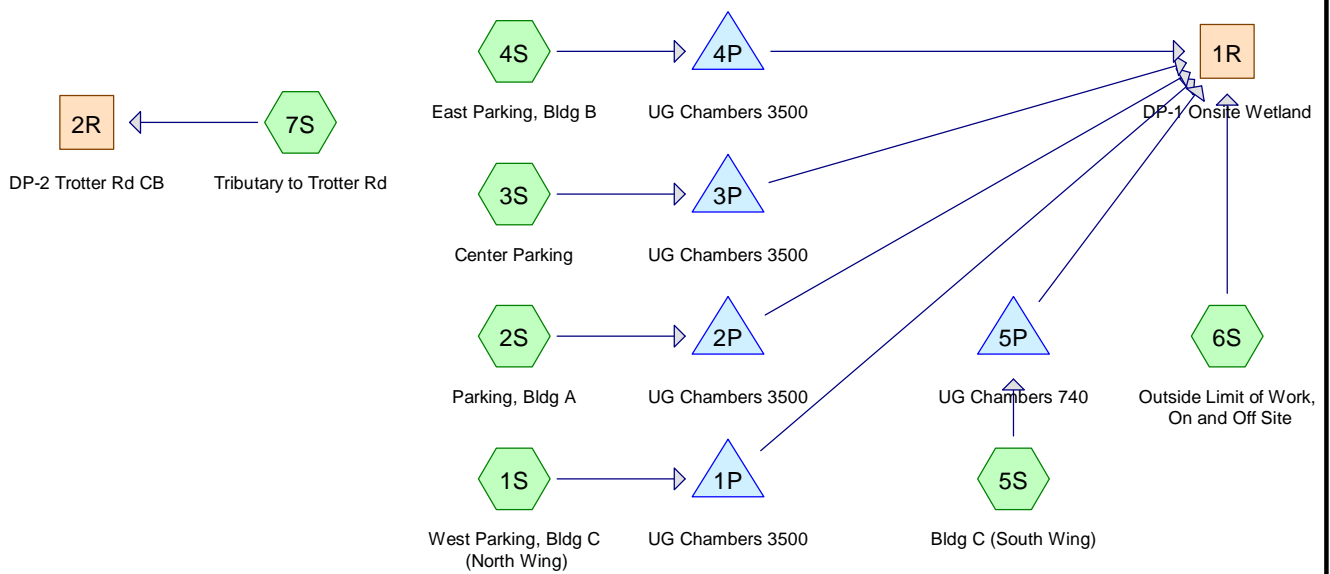 4S
East Parking, Bldg B
4P
UG Chambers 3500
1R
DP-1 Onsite Wetland
2R
DP-2 Trotter Rd CB
7S
Tributary to Trotter Rd
3S
Center Parking
3P
UG Chambers 3500
2S
Parking, Bldg A
2P
UG Chambers 3500
5P
UG Chambers 740
6S
Outside Limit of Work,
On and Off Site
1S
West Parking, Bldg C
(North Wing)
1P
UG Chambers 3500
5S
Bldg C (South Wing)